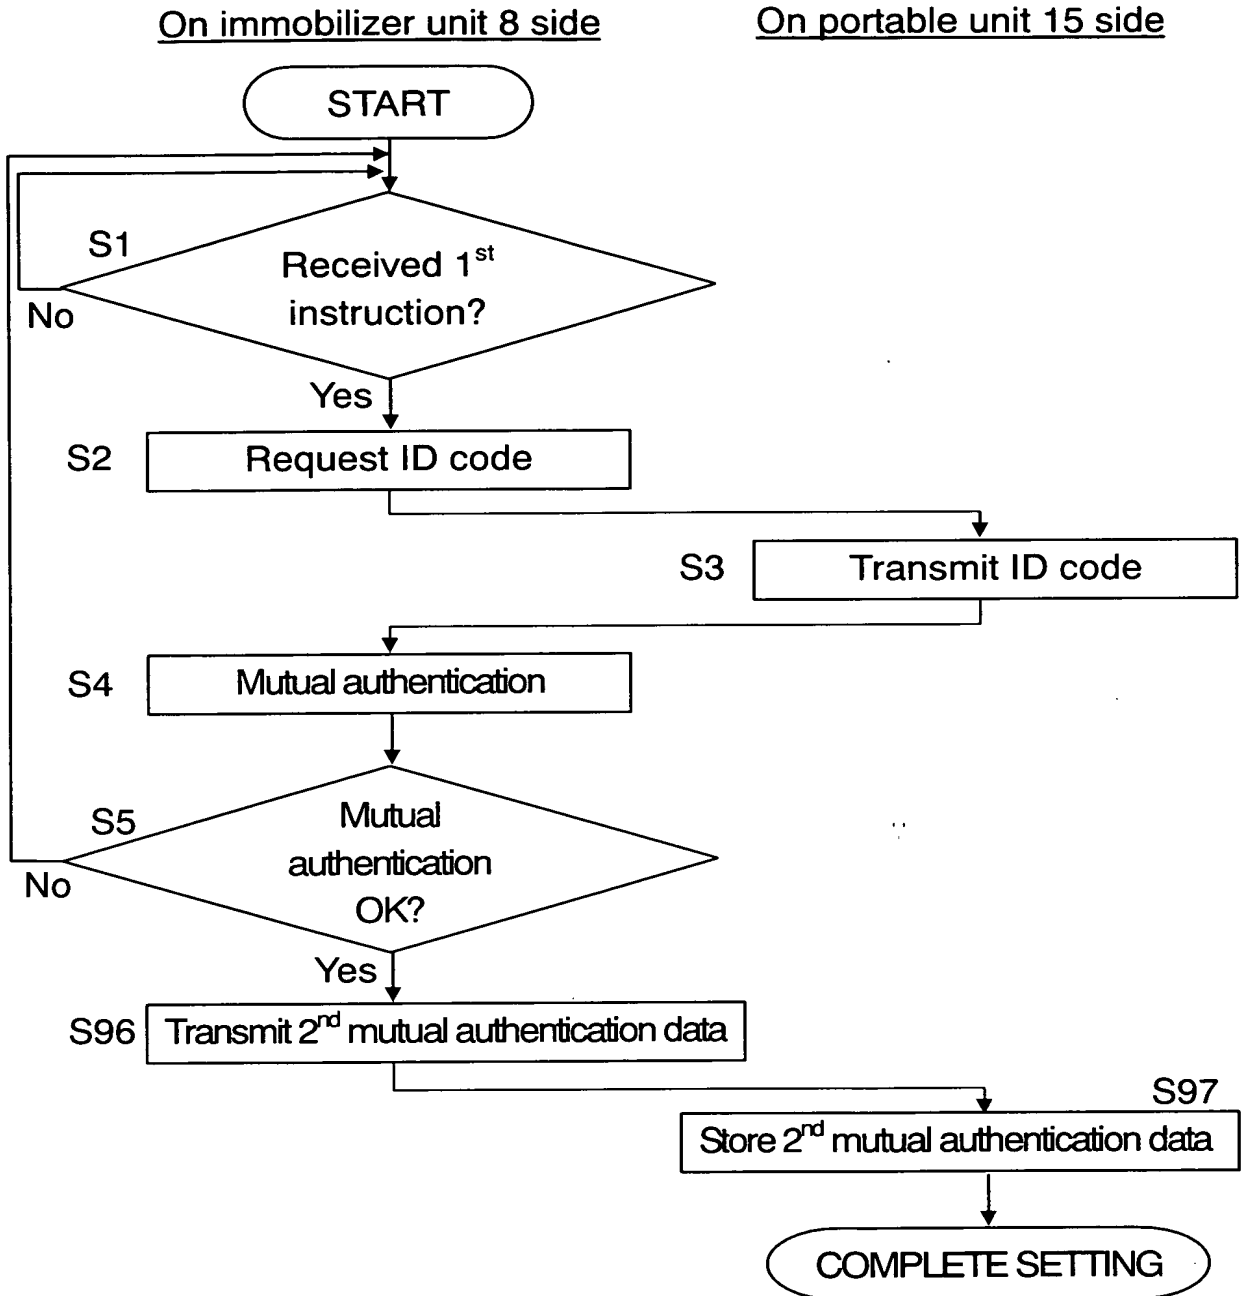 On immobilizer unit 8 side
On portable unit 15 side
START
S1
Received 1st
instruction?
No
Yes
S2
Request ID code
S3
Transmit ID code
S4
Mutual authentication
S5
Mutual
authentication
OK?
No
Yes
S96
Transmit 2nd mutual authentication data
S97
Store 2nd mutual authentication data
COMPLETE SETTING